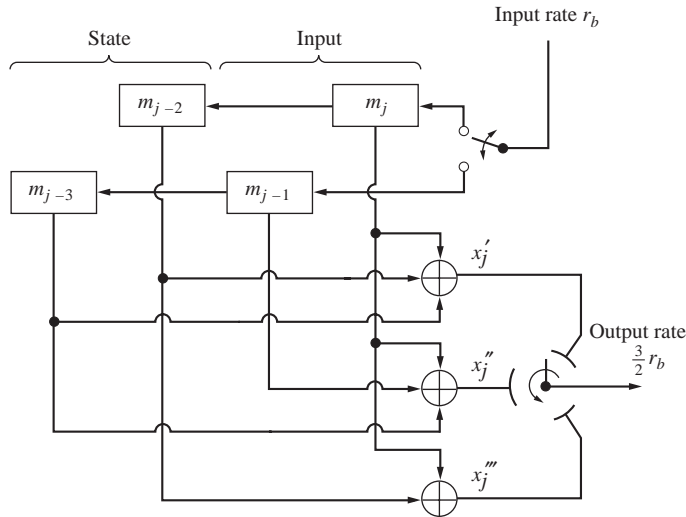 Input rate r_b
State
Input
m_{j-2}
m_j
m_{j-3}
m_{j-1}
x_j'
Output rate
3/2 r_b
x_j''
x_j'''